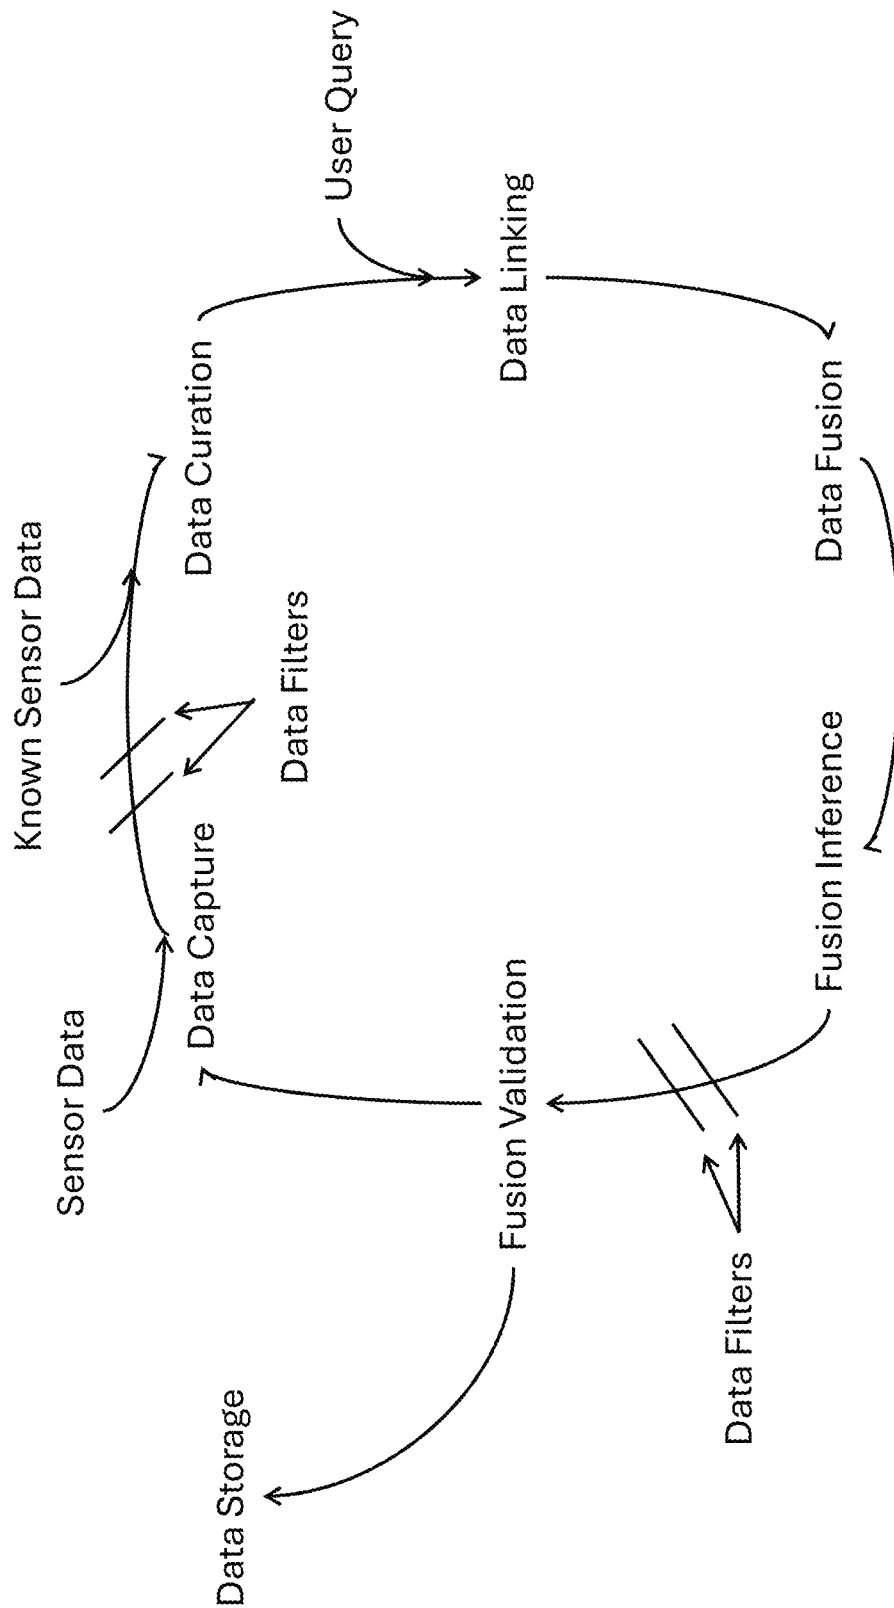 Known Sensor Data
Sensor Data
Data Capture
Data Curation
Data Storage
Data Filters
User Query
Fusion Validation
Data Linking
Data Filters
Fusion Inference
Data Fusion